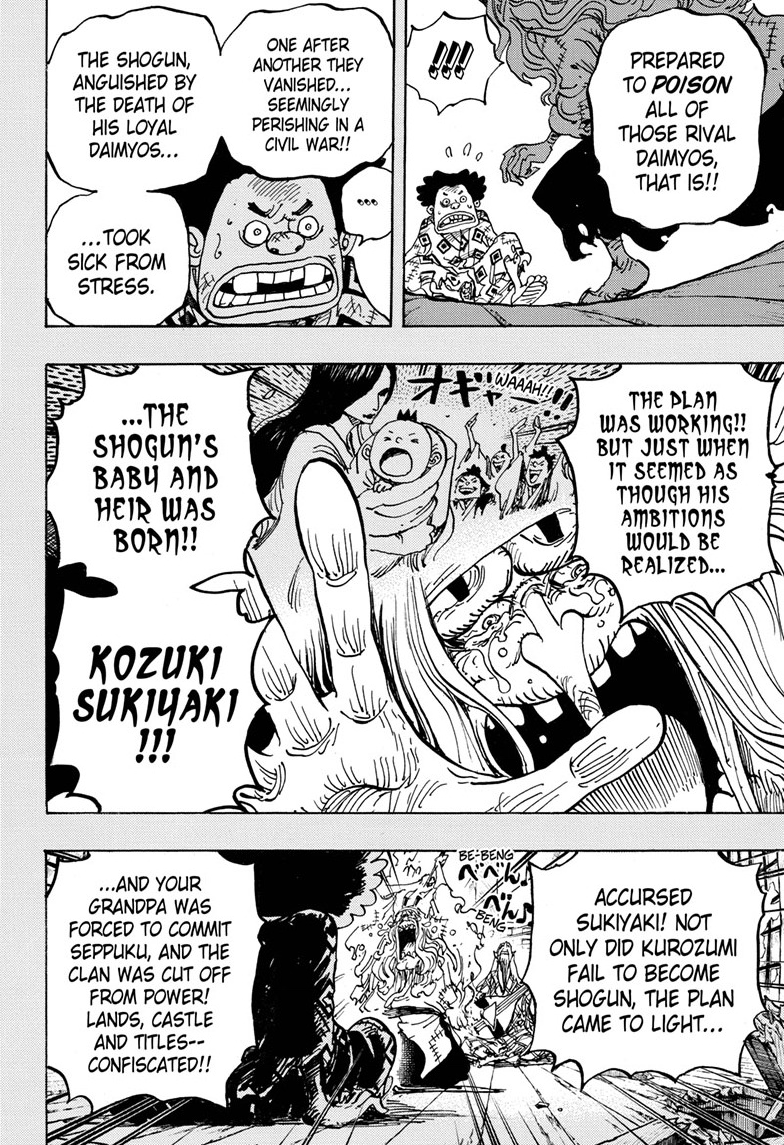 PREPARED
TO POISON
ALL OF
THOSE RIVAL
DAIMYOS,
THAT IS!!
!!!
ONE AFTER
ANOTHER THEY
VANISHED...
SEEMINGLY
PERISHING IN A
CIVIL WAR!!
...
THE SHOGUN,
ANGUISHED BY
THE DEATH OF
HIS LOYAL
DAIMYOS...
...TOOK
SICK FROM
STRESS.
THE PLAN
WAS WORKING!!
BUT JUST WHEN
IT SEEMED AS
THOUGH HIS
AMBITIONS
WOULD BE
REALIZED...
WAAAH!!
オギャー!!
...THE
SHOGUN'S
BABY AND
HEIR WAS
BORN!!
KOZUKI
SUKIYAKI
!!!
ACCURSED
SUKIYAKI! NOT
ONLY DID KUROZUMI
FAIL TO BECOME
SHOGUN, THE PLAN
CAME TO LIGHT...
BE-BENG
べべん♪
べん♪
BENG
...AND YOUR
GRANDPA WAS
FORCED TO COMMIT
SEPPUKU, AND THE
CLAN WAS CUT OFF
FROM POWER!
LANDS, CASTLE
AND TITLES--
CONFISCATED!!